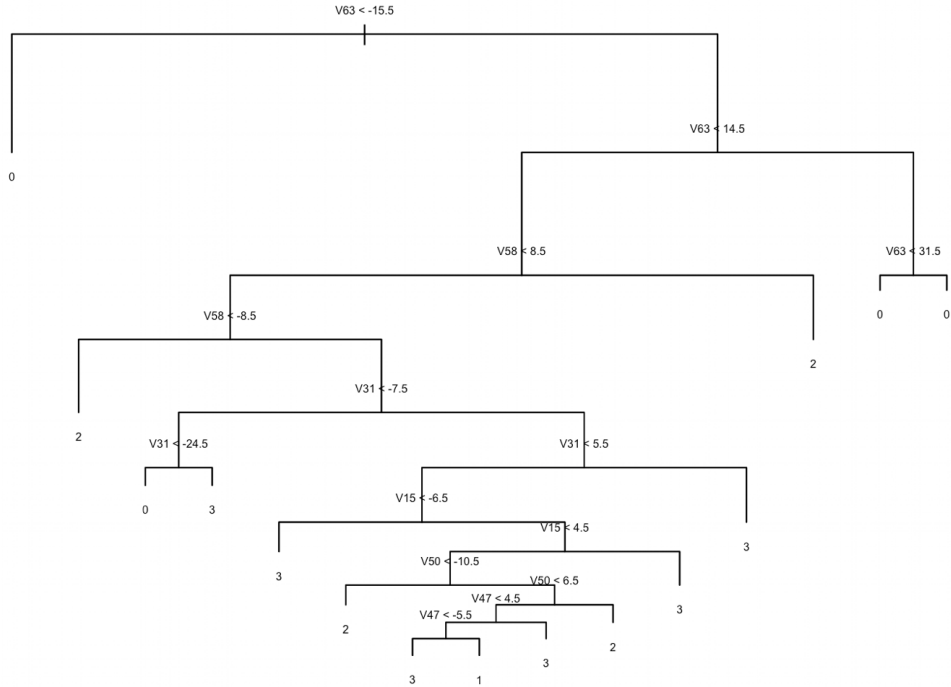 V63 < -15.5
V63 < 14.5
0
V58 < 8.5
V63 < 31.5
V58 < -8.5
0
0
2
V31 < -7.5
2
V31 < -24.5
V31 < 5.5
0
3
V15 < -6.5
V15 < 4.5
3
3
V50 < -10.5
V50 < 6.5
V47 < 4.5
3
V47 < -5.5
2
2
3
3
1